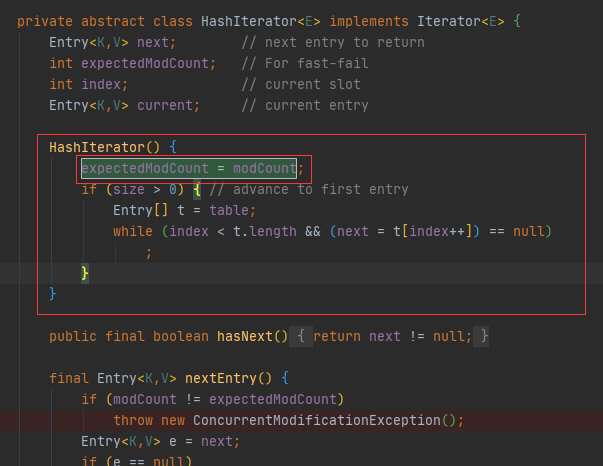 private abstract class HashIterator<E> implements Iterator<E> {
Entry<K,V> next;        // next entry to return
int expectedModCount;   // For fast-fail
int index;              // current slot
Entry<K,V> current;     // current entry
HashIterator() {
expectedModCount = modCount;
if (size > 0) { // advance to first entry
Entry[] t = table;
while (index < t.length && (next = t[index++]) == null)
;
}
}
public final boolean hasNext() { return next != null; }
final Entry<K,V> nextEntry() {
if (modCount != expectedModCount)
throw new ConcurrentModificationException();
Entry<K,V> e = next;
if (e == null)